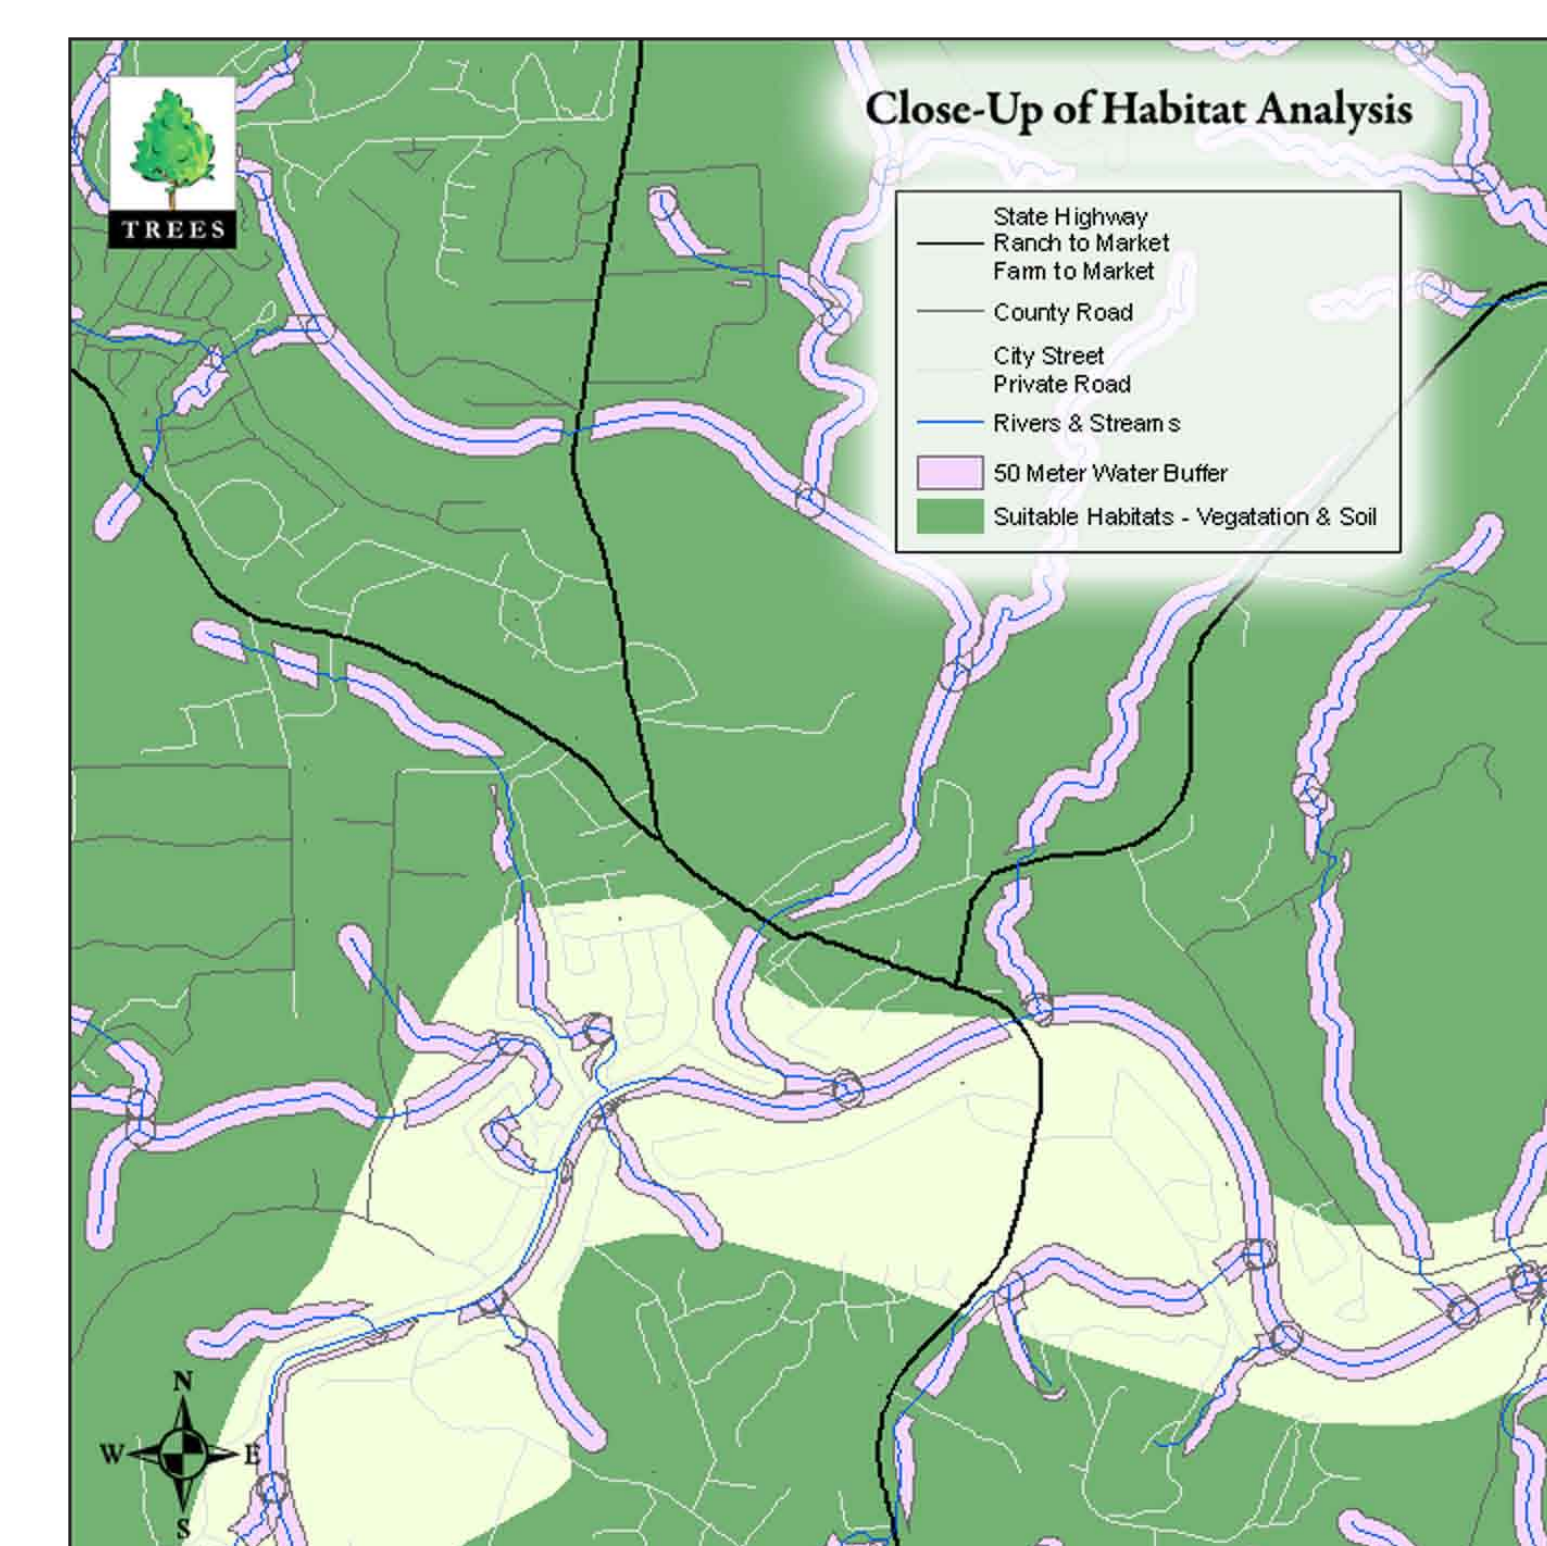 Close-Up of Habitat Analysis
TREES
State Highway
Ranch to Market
Farm to Market
County Road
City Street
Private Road
Rivers & Streams
50 Meter Water Buffer
Suitable Habitats - Vegatation & Soil
N
W E
S